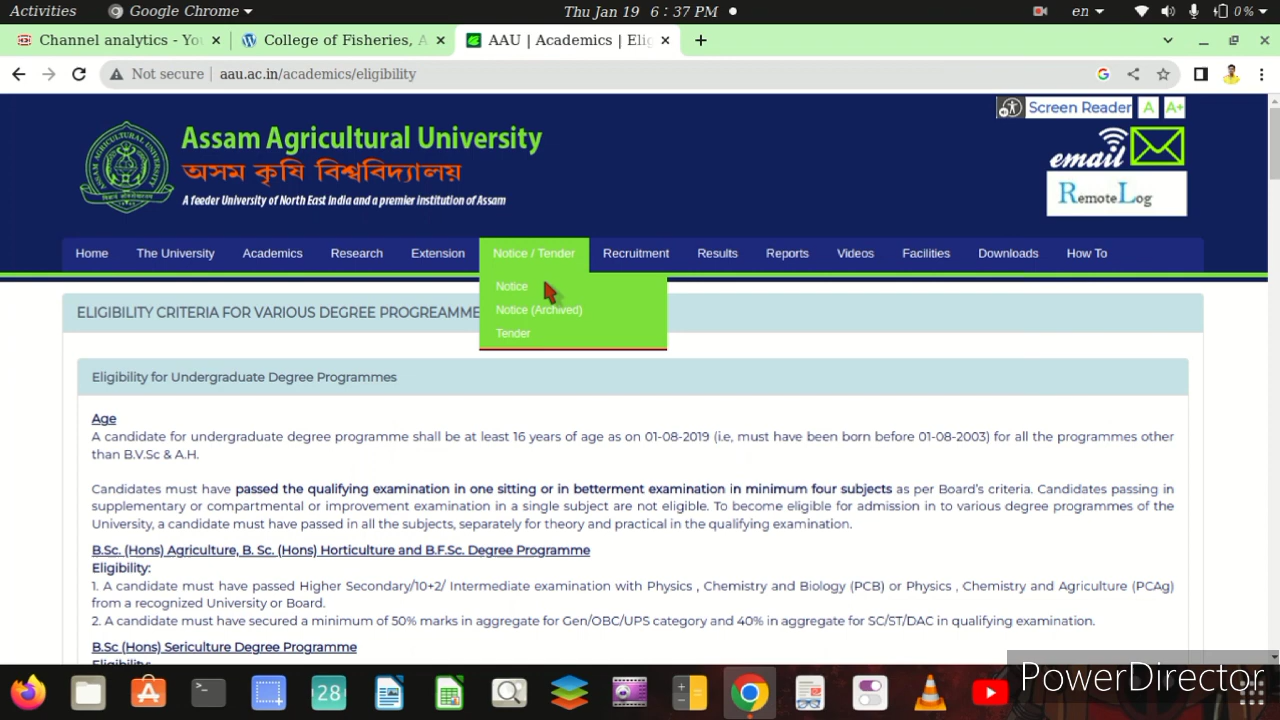 Activities Google Chrome Thu Jan 19 6:37 PM en 0%
Channel analytics - You College of Fisheries, A AAU | Academics | Elig
Not secure aau.ac.in/academics/eligibility
Screen Reader A A+
Assam Agricultural University
অসম কৃষি বিশ্ববিদ্যালয়
A feeder University of North East India and a premier institution of Assam
email
RemoteLog
Home The University Academics Research Extension Notice / Tender Recruitment Results Reports Videos Facilities Downloads How To
Notice
Notice (Archived)
Tender
ELIGIBILITY CRITERIA FOR VARIOUS DEGREE PROGREAMME
Eligibility for Undergraduate Degree Programmes
Age
A candidate for undergraduate degree programme shall be at least 16 years of age as on 01-08-2019 (i.e, must have been born before 01-08-2003) for all the programmes other
than B.V.Sc & A.H.
Candidates must have passed the qualifying examination in one sitting or in betterment examination in minimum four subjects as per Board's criteria. Candidates passing in
supplementary or compartmental or improvement examination in a single subject are not eligible. To become eligible for admission in to various degree programmes of the
University, a candidate must have passed in all the subjects, separately for theory and practical in the qualifying examination.
B.Sc. (Hons) Agriculture, B. Sc. (Hons) Horticulture and B.F.Sc. Degree Programme
Eligibility:
1. A candidate must have passed Higher Secondary/10+2/ Intermediate examination with Physics , Chemistry and Biology (PCB) or Physics , Chemistry and Agriculture (PCAg)
from a recognized University or Board.
2. A candidate must have secured a minimum of 50% marks in aggregate for Gen/OBC/UPS category and 40% in aggregate for SC/ST/DAC in qualifying examination.
B.Sc (Hons) Sericulture Degree Programme
Eligibility:
PowerDirector
28